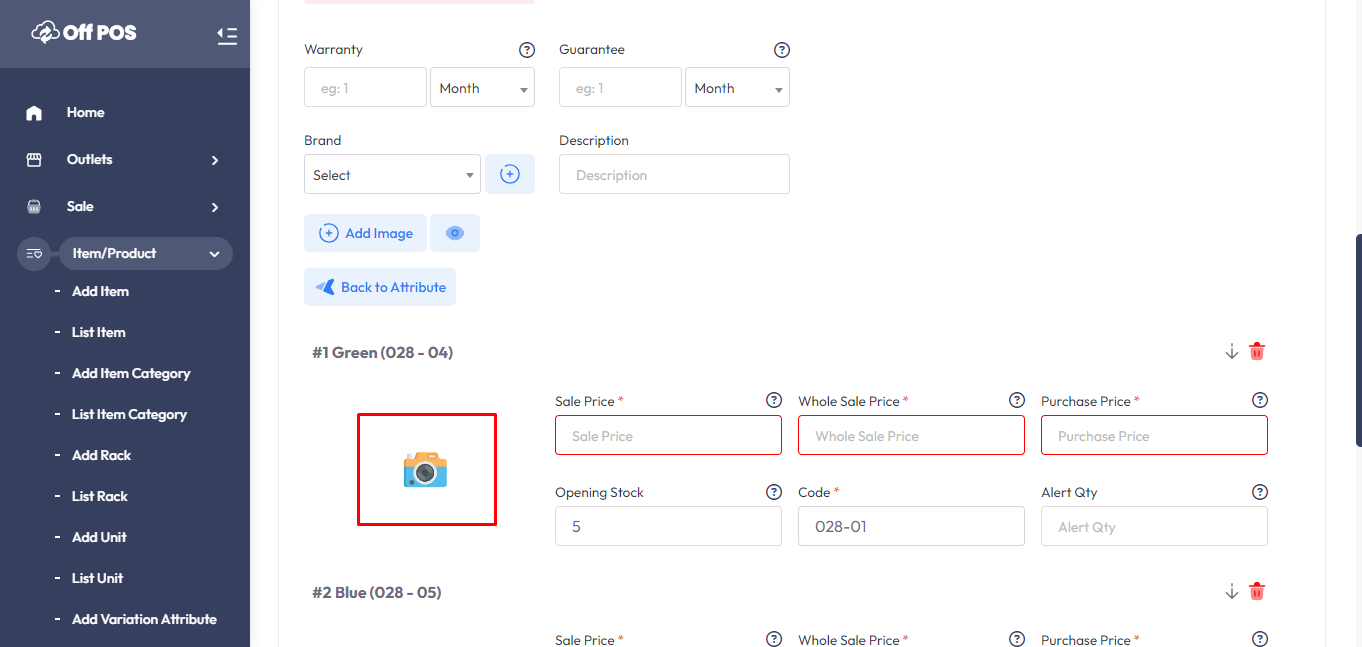 Off POS
Home
Outlets
Sale
Item/Product
Add Item
List Item
Add Item Category
List Item Category
Add Rack
List Rack
Add Unit
List Unit
Add Variation Attribute
Warranty ? Guarantee ?
eg: 1 Month eg: 1 Month
Brand Description
Select Description
Add Image
Back to Attribute
#1 Green (028 - 04)
Sale Price * ? Whole Sale Price * ? Purchase Price * ?
Sale Price Whole Sale Price Purchase Price
Opening Stock ? Code * ? Alert Qty ?
5 028-01 Alert Qty
#2 Blue (028 - 05)
Sale Price * ? Whole Sale Price * ? Purchase Price * ?